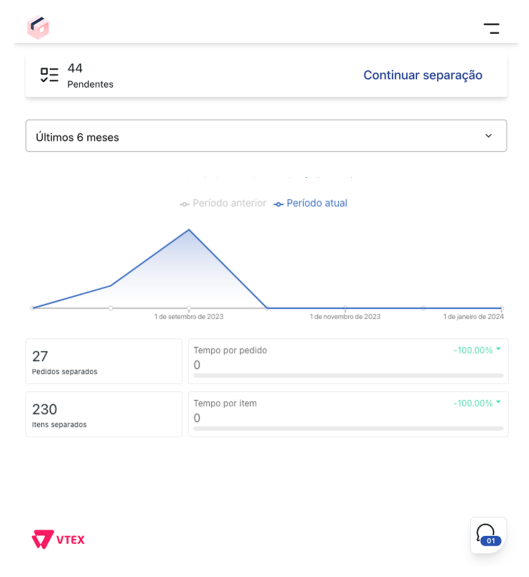 44
Pendentes
Continuar separação
Últimos 6 meses
Período anterior Período atual
1 de setembro de 2023 1 de novembro de 2023 1 de janeiro de 2024
27
Pedidos separados
Tempo por pedido -100.00%
0
230
Itens separados
Tempo por item -100.00%
0
VTEX
01